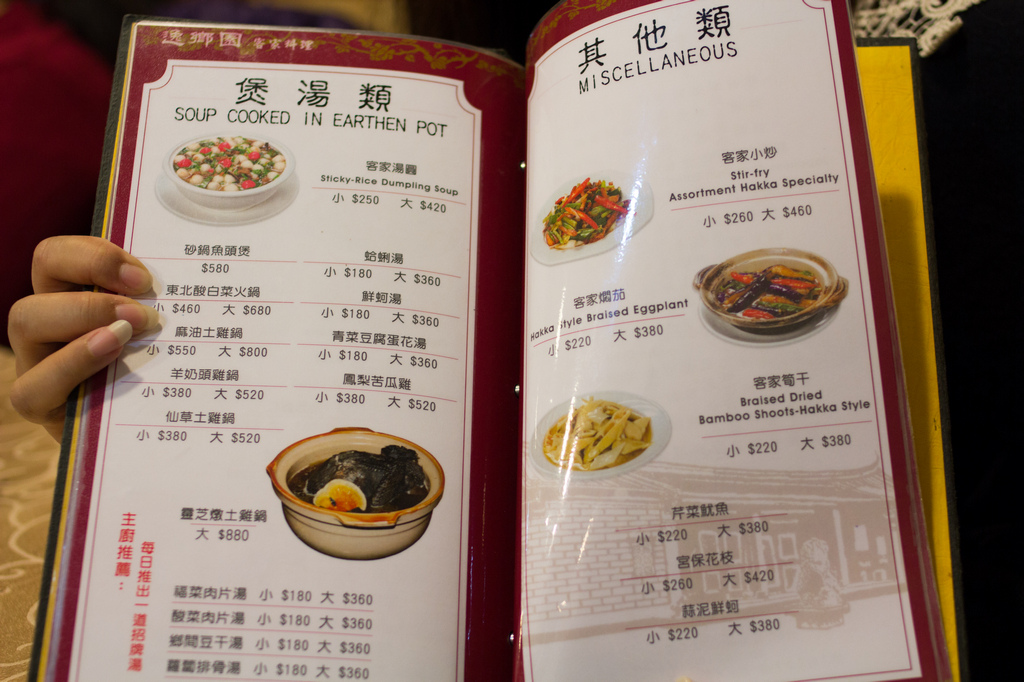 逸鄉園 客家料理
煲湯類
SOUP COOKED IN EARTHEN POT
客家湯圓
Sticky-Rice Dumpling Soup
小 $250 大 $420
砂鍋魚頭煲
$580
東北酸白菜火鍋
小 $460 大 $680
麻油土雞鍋
小 $550 大 $800
羊奶頭雞鍋
小 $380 大 $520
仙草土雞鍋
小 $380 大 $520
蛤蜊湯
小 $180 大 $360
鮮蚵湯
小 $180 大 $360
青菜豆腐蛋花湯
小 $180 大 $360
鳳梨苦瓜雞
小 $380 大 $520
靈芝燉土雞鍋
大 $880
主廚推薦：
每日推出一道招牌湯
福菜肉片湯 小 $180 大 $360
酸菜肉片湯 小 $180 大 $360
鄉間豆干湯 小 $180 大 $360
蘿蔔排骨湯 小 $180 大 $360
其他類
MISCELLANEOUS
客家小炒
Stir-fry
Assortment Hakka Specialty
小 $260 大 $460
客家燜茄
Hakka Style Braised Eggplant
小 $220 大 $380
客家筍干
Braised Dried
Bamboo Shoots-Hakka Style
小 $220 大 $380
芹菜魷魚
小 $220 大 $380
宮保花枝
小 $260 大 $420
蒜泥鮮蚵
小 $220 大 $380